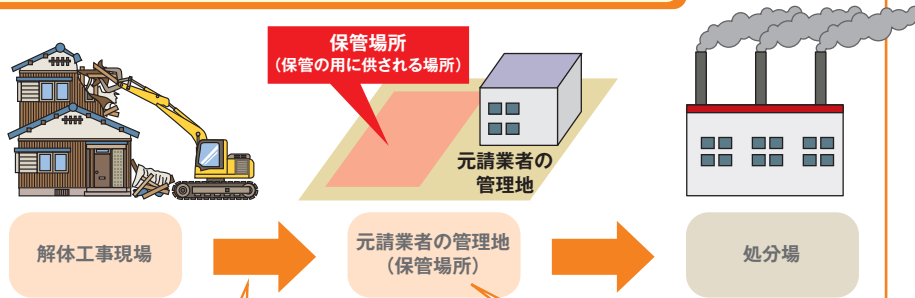 保管場所
（保管の用に供される場所）
元請業者の
管理地
解体工事現場
元請業者の管理地
（保管場所）
処分場